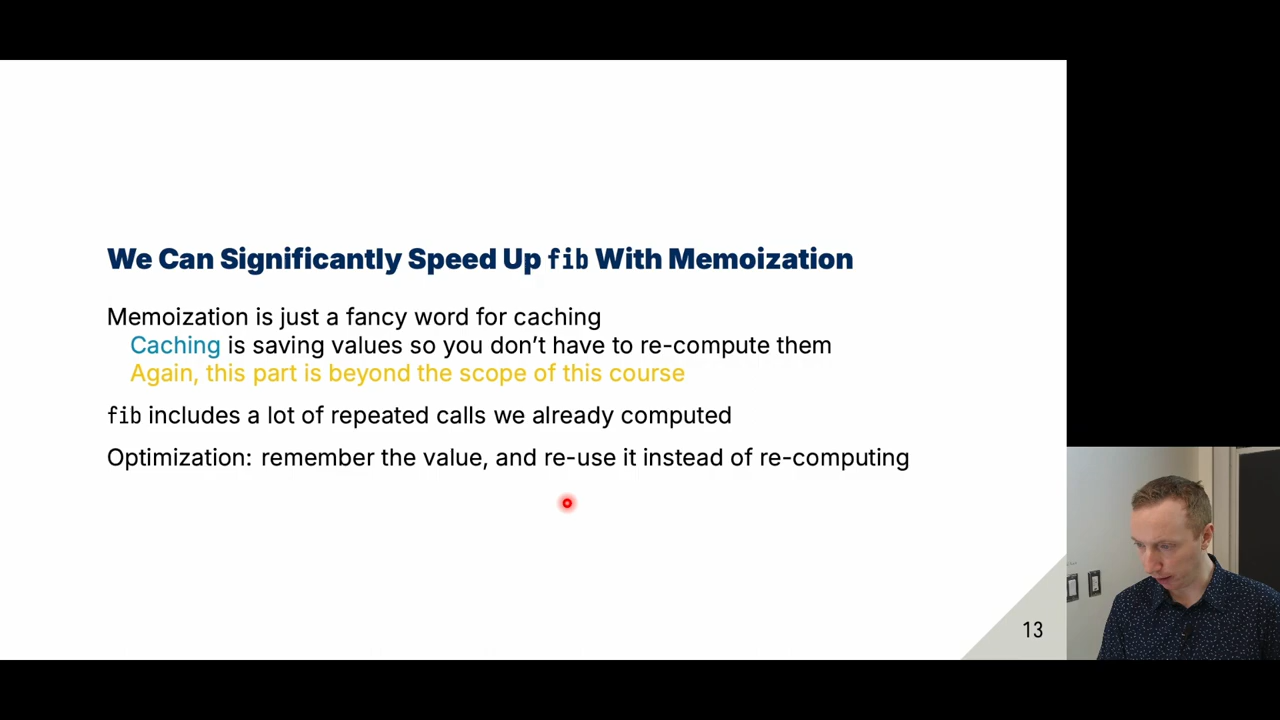 We Can Significantly Speed Up fib With Memoization
Memoization is just a fancy word for caching
Caching is saving values so you don’t have to re-compute them
Again, this part is beyond the scope of this course
fib includes a lot of repeated calls we already computed
Optimization: remember the value, and re-use it instead of re-computing
13